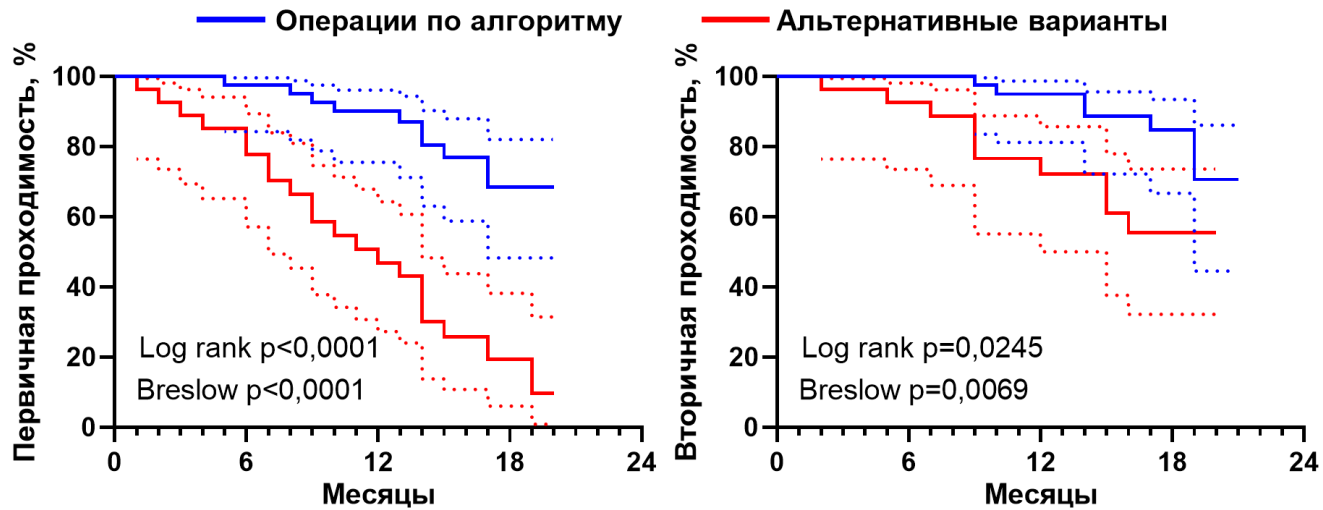 Операции по алгоритму
Альтернативные варианты
Первичная проходимость, %
100
80
60
40
20
0
Log rank p<0,0001
Breslow p<0,0001
0 6 12 18 24
Месяцы
Вторичная проходимость, %
100
80
60
40
20
0
Log rank p=0,0245
Breslow p=0,0069
0 6 12 18 24
Месяцы